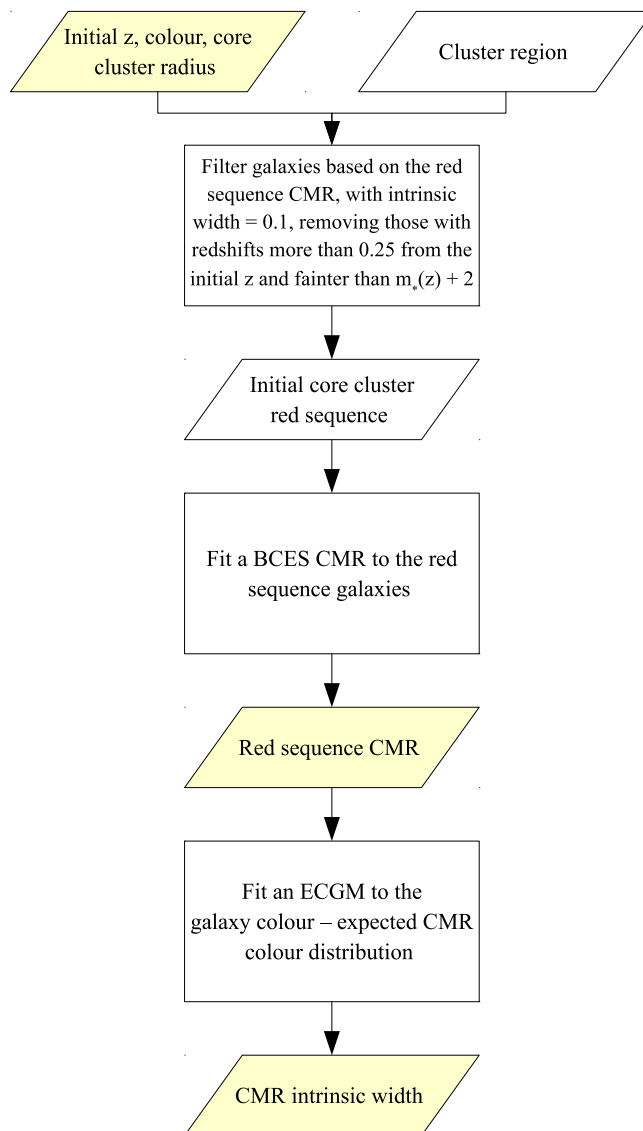 Initial z, colour, core
cluster radius
Cluster region
Filter galaxies based on the red
sequence CMR, with intrinsic
width = 0.1, removing those with
redshifts more than 0.25 from the
initial z and fainter than m*(z) + 2
Initial core cluster
red sequence
Fit a BCES CMR to the red
sequence galaxies
Red sequence CMR
Fit an ECGM to the
galaxy colour – expected CMR
colour distribution
CMR intrinsic width